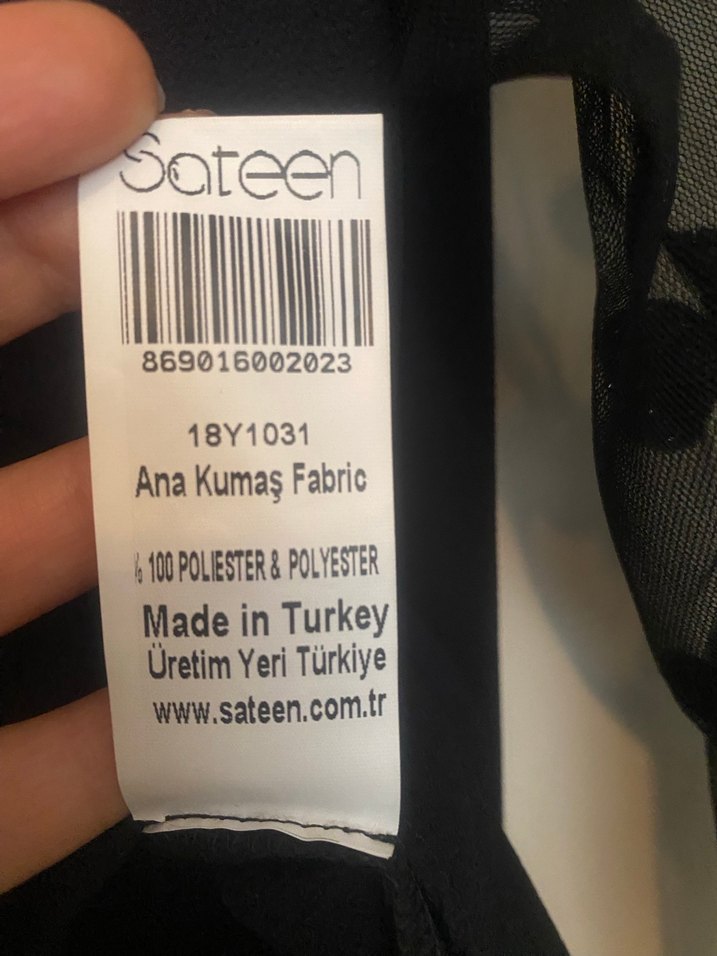 Sateen
869016002023
18Y1031
Ana Kumaş Fabric
% 100 POLIESTER & POLYESTER
Made in Turkey
Üretim Yeri Türkiye
www.sateen.com.tr